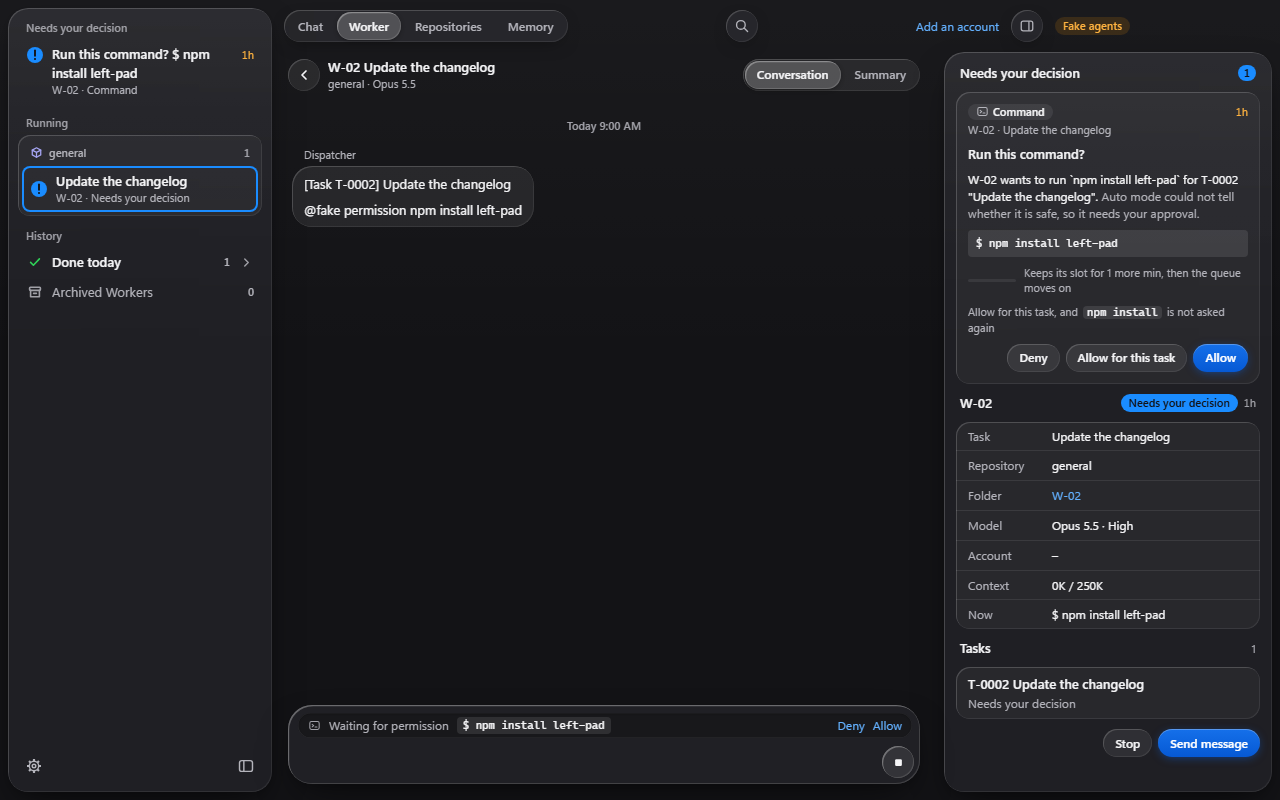 Needs your decision
! Run this command? $ npm install left-pad 1h
W-02 · Command
Running
general 1
! Update the changelog
W-02 · Needs your decision
History
Done today 1
Archived Workers 0
Chat Worker Repositories Memory
Add an account
Fake agents
W-02 Update the changelog
general · Opus 5.5
Conversation Summary
Today 9:00 AM
Dispatcher
[Task T-0002] Update the changelog
@fake permission npm install left-pad
Waiting for permission $ npm install left-pad Deny Allow
Needs your decision 1
Command 1h
W-02 · Update the changelog
Run this command?
W-02 wants to run `npm install left-pad` for T-0002
"Update the changelog". Auto mode could not tell
whether it is safe, so it needs your approval.
$ npm install left-pad
Keeps its slot for 1 more min, then the queue
moves on
Allow for this task, and npm install is not asked
again
Deny Allow for this task Allow
W-02 Needs your decision 1h
Task Update the changelog
Repository general
Folder W-02
Model Opus 5.5 · High
Account –
Context 0K / 250K
Now $ npm install left-pad
Tasks 1
T-0002 Update the changelog
Needs your decision
Stop Send message